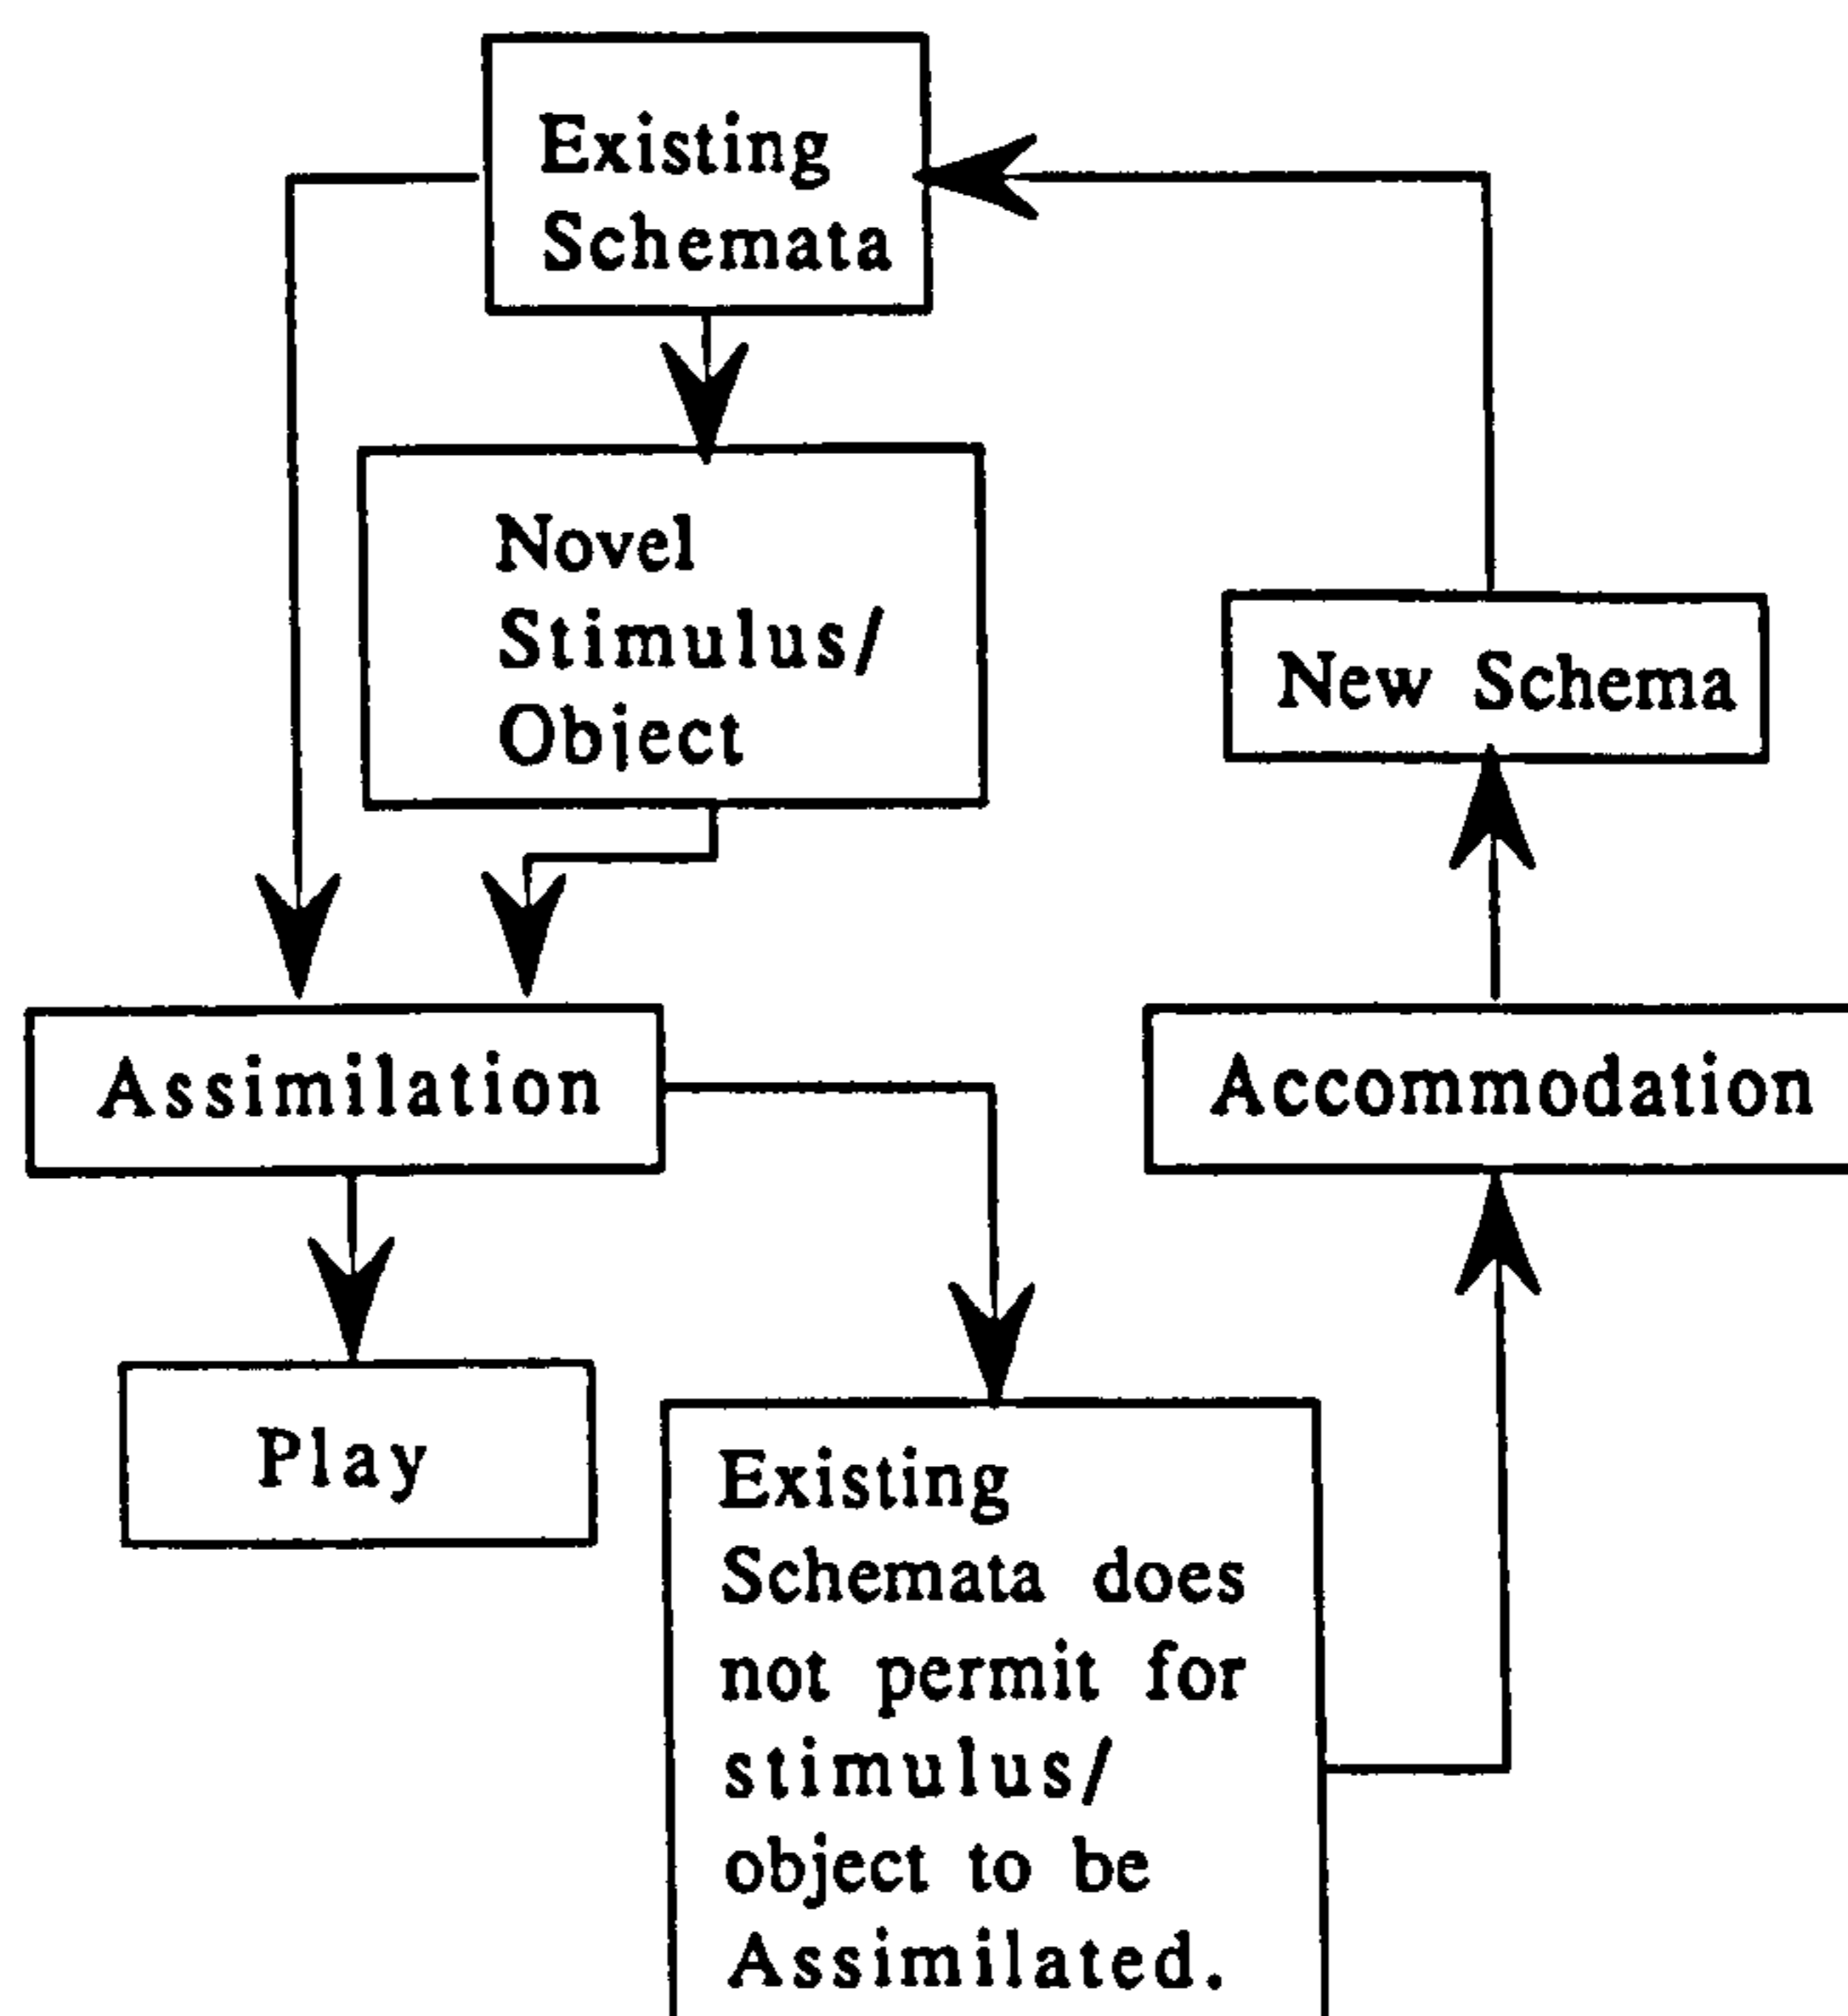 Existing
Schemata
Novel
Stimulus/
Object
New Schema
Assimilation
Accommodation
Play
Existing
Schemata does
not permit for
stimulus/
object to be
Assimilated.